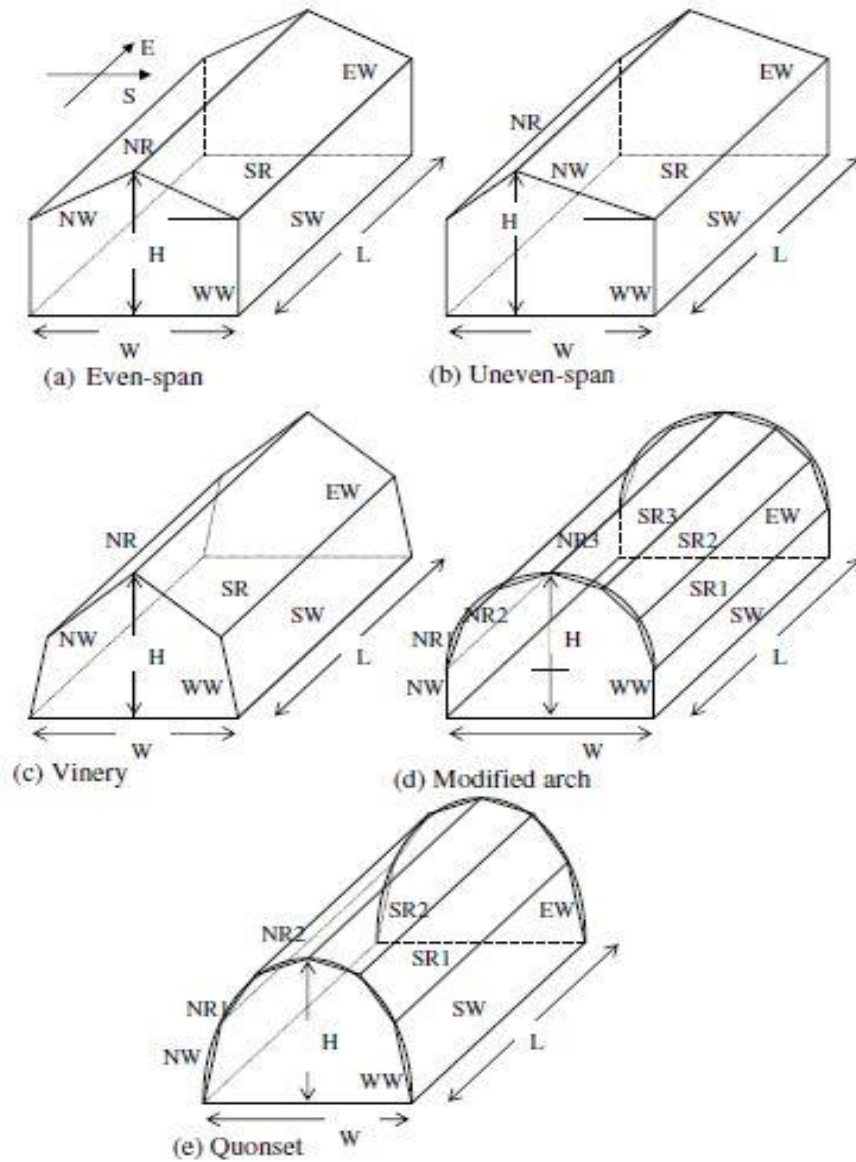 E
S
EW
NR
SR
NW
SW
H
L
WW
W
(a) Even-span
EW
NR
NW
SR
SW
H
L
WW
W
(b) Uneven-span
EW
NR
SR
SW
NW
H
L
WW
W
(c) Vinery
SR3
EW
NR3
SR2
SR1
NR2
SW
NR1
H
L
NW
WW
W
(d) Modified arch
SR2
EW
NR2
SR1
NR1
SW
H
L
NW
WW
W
(e) Quonset